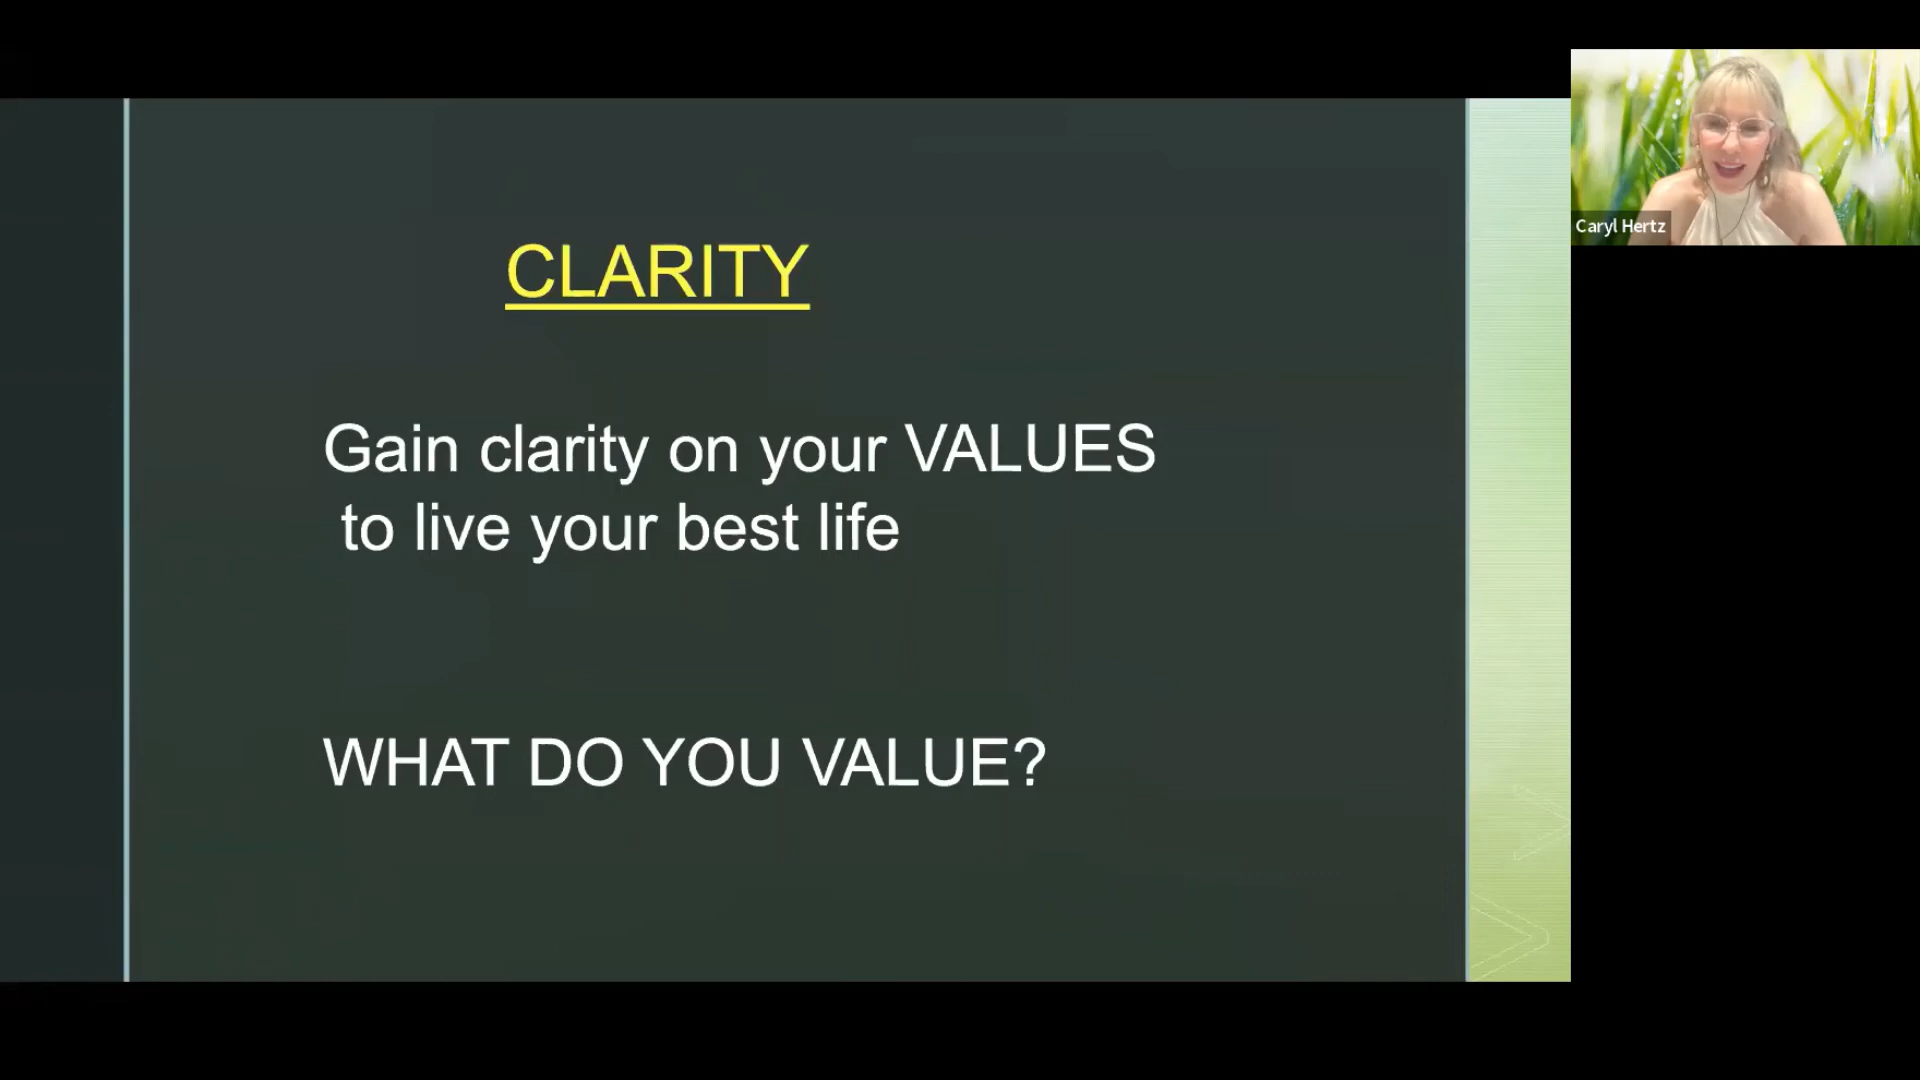 CLARITY
Gain clarity on your VALUES
to live your best life
WHAT DO YOU VALUE?
Caryl Hertz